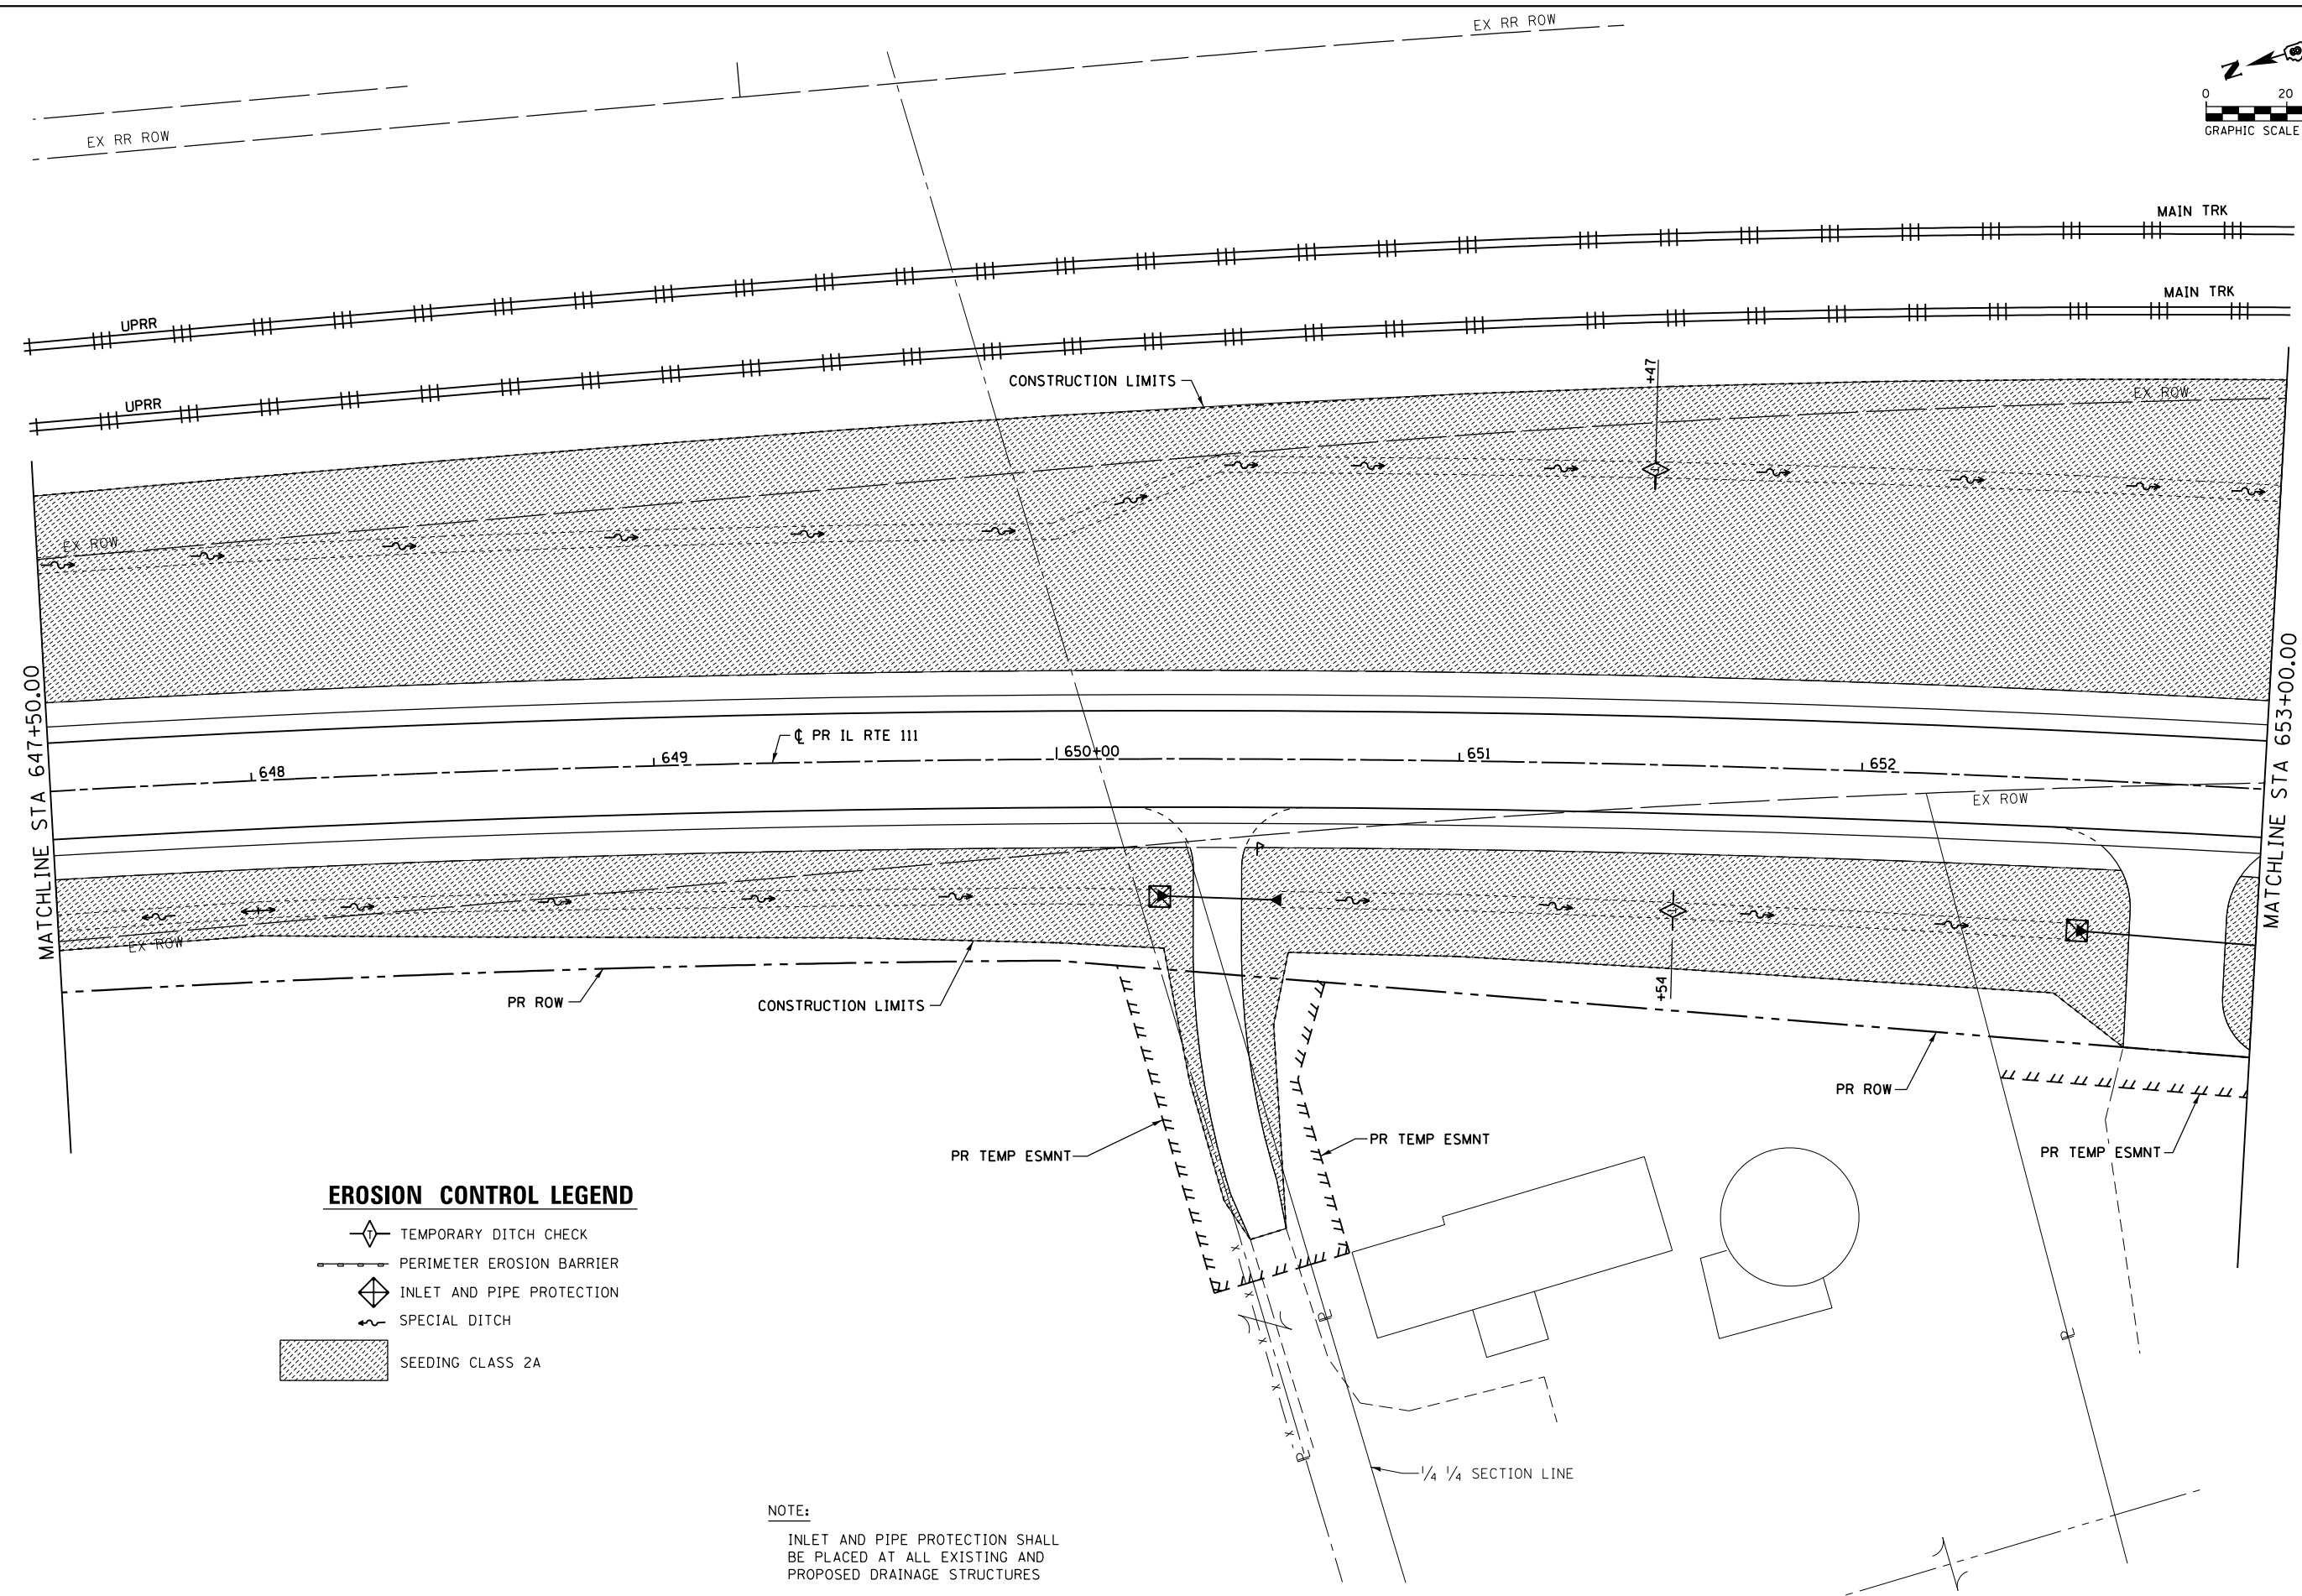 EX RR ROW
EX RR ROW
N
0 20
GRAPHIC SCALE
MAIN TRK
UPRR
MAIN TRK
UPRR
CONSTRUCTION LIMITS
+47
EX ROW
EX ROW
MATCHLINE STA 647+50.00
MATCHLINE STA 653+00.00
℄ PR IL RTE 111
648
649
650+00
651
652
EX ROW
P
EX ROW
PR ROW
CONSTRUCTION LIMITS
+54
PR ROW
PR TEMP ESMNT
PR TEMP ESMNT
PR TEMP ESMNT
EROSION CONTROL LEGEND
T TEMPORARY DITCH CHECK
PERIMETER EROSION BARRIER
INLET AND PIPE PROTECTION
SPECIAL DITCH
SEEDING CLASS 2A
¼ ¼ SECTION LINE
NOTE:
INLET AND PIPE PROTECTION SHALL
BE PLACED AT ALL EXISTING AND
PROPOSED DRAINAGE STRUCTURES